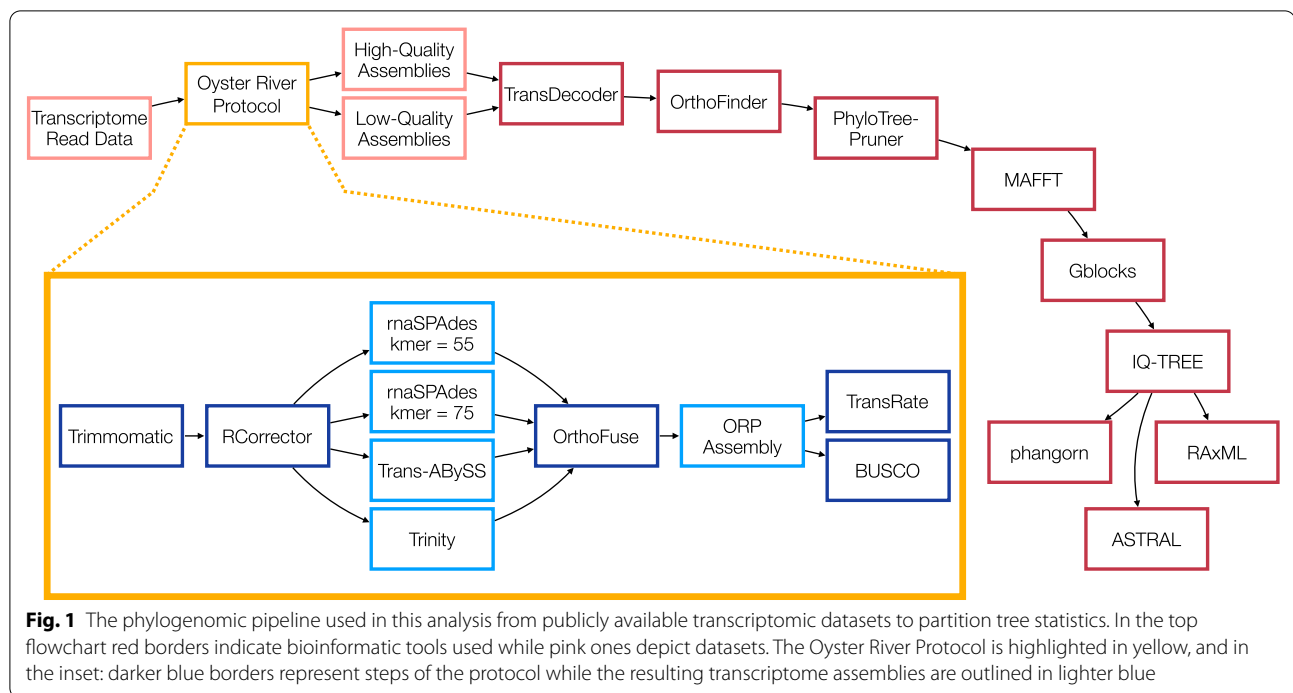 High-Quality
Assemblies
Oyster River
Protocol
TransDecoder
OrthoFinder
Transcriptome
Read Data
Low-Quality
Assemblies
PhyloTree-
Pruner
MAFFT
Gblocks
IQ-TREE
phangorn
RAxML
ASTRAL
rnaSPAdes
kmer = 55
rnaSPAdes
kmer = 75
Trimmomatic
RCorrector
Trans-ABySS
Trinity
OrthoFuse
ORP
Assembly
TransRate
BUSCO
Fig. 1 The phylogenomic pipeline used in this analysis from publicly available transcriptomic datasets to partition tree statistics. In the top
flowchart red borders indicate bioinformatic tools used while pink ones depict datasets. The Oyster River Protocol is highlighted in yellow, and in
the inset: darker blue borders represent steps of the protocol while the resulting transcriptome assemblies are outlined in lighter blue